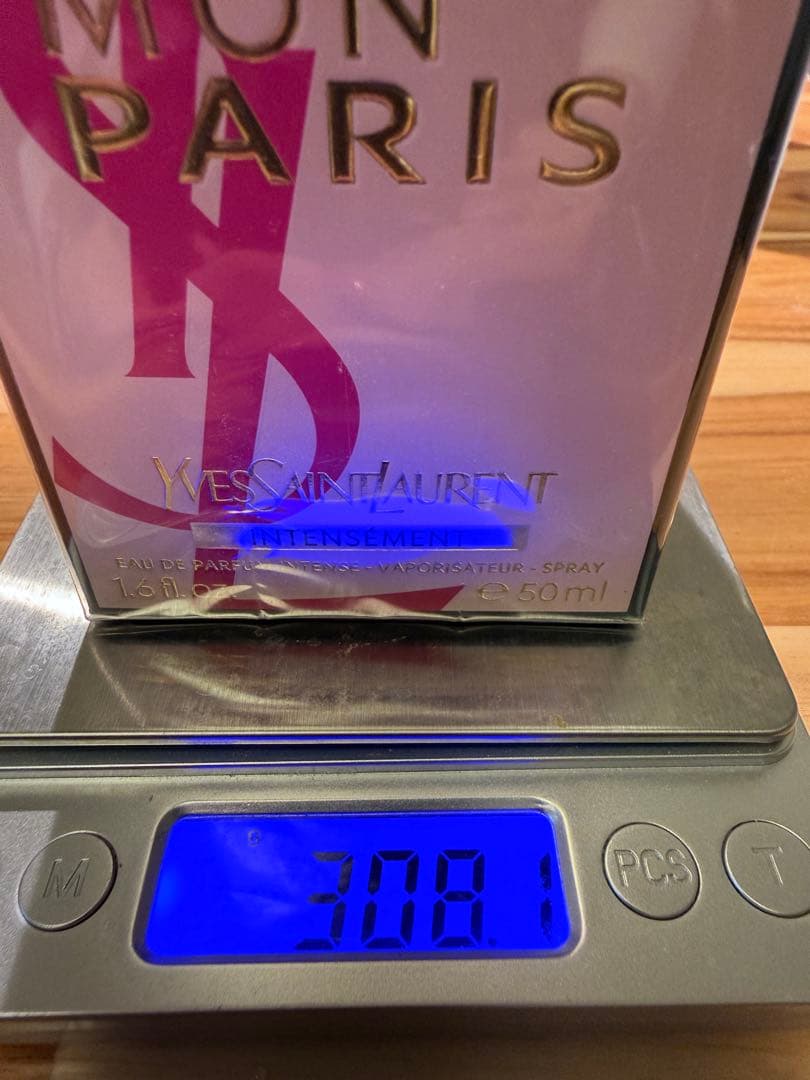 MON
PARIS
YVESSAINTLAURENT
INTENSÉMENT
EAU DE PARFUM INTENSE - VAPORISATEUR - SPRAY
1.6 fl. oz ℮ 50 ml
308.1
M PCS T